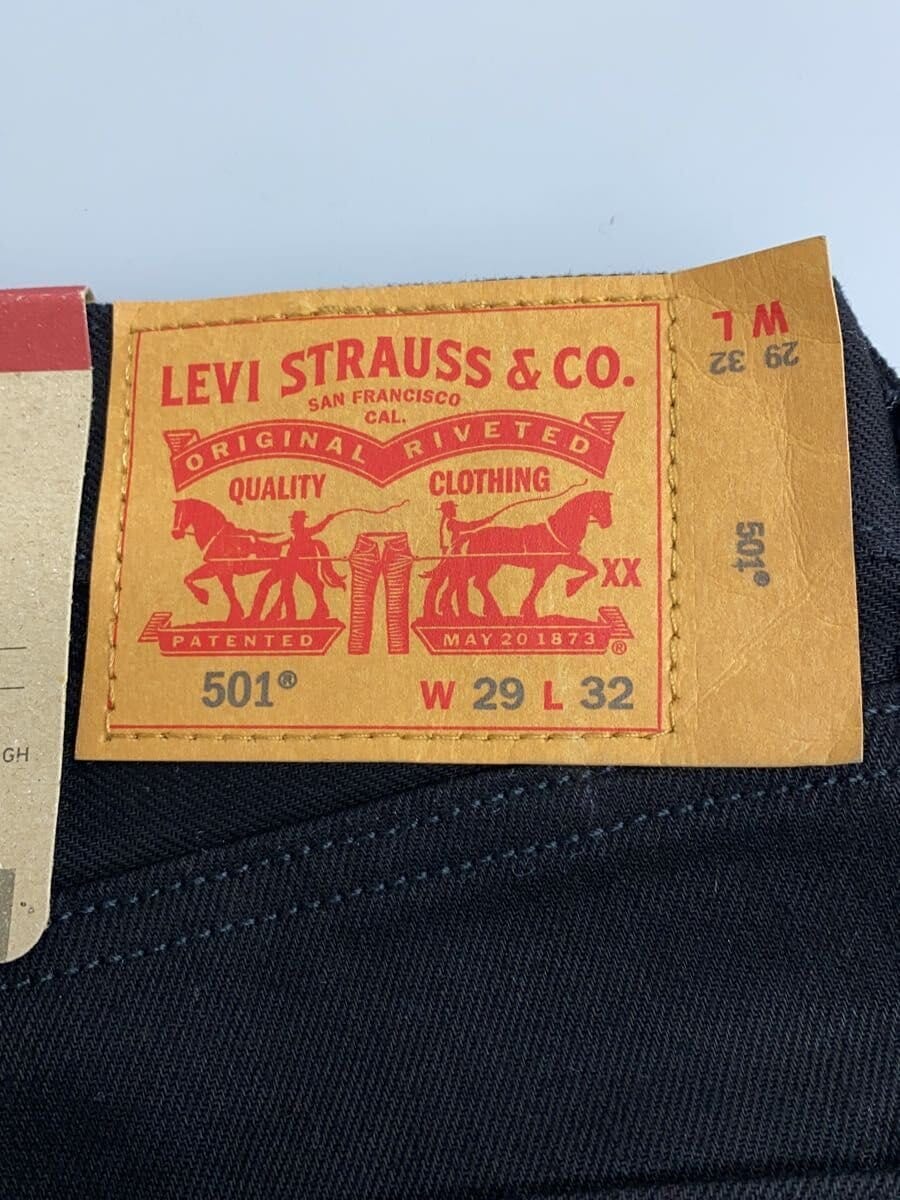 LEVI STRAUSS & CO.
SAN FRANCISCO
CAL.
ORIGINAL RIVETED
QUALITY CLOTHING
XX
PATENTED MAY 20 1873 ®
501® W 29 L 32
W L
29 32
501®
GH